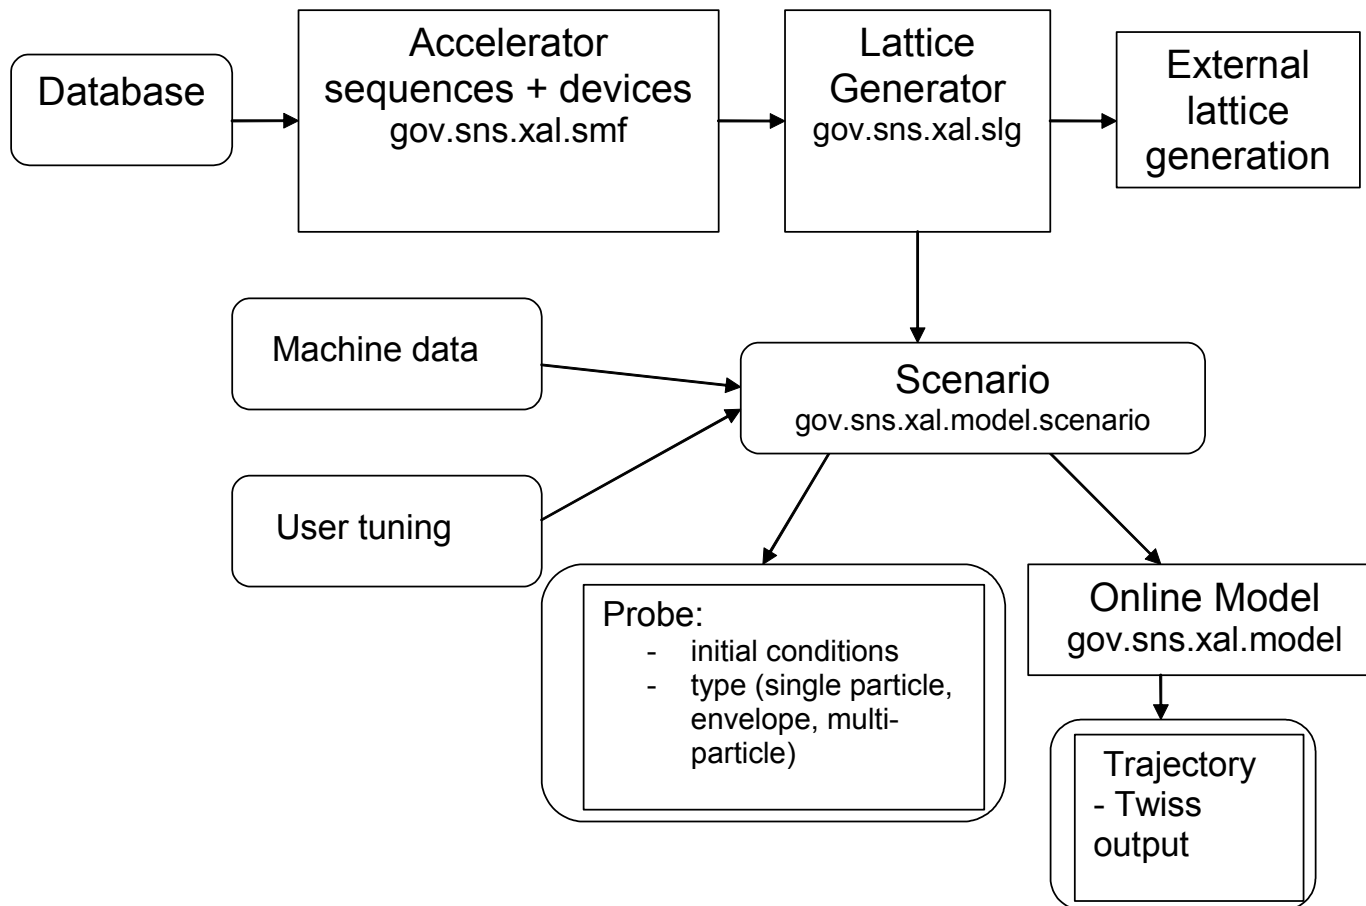 Database
Accelerator
sequences + devices
gov.sns.xal.smf
Lattice
Generator
gov.sns.xal.slg
External
lattice
generation
Machine data
User tuning
Scenario
gov.sns.xal.model.scenario
Probe:
- initial conditions
- type (single particle,
envelope, multi-
particle)
Online Model
gov.sns.xal.model
Trajectory
- Twiss
output